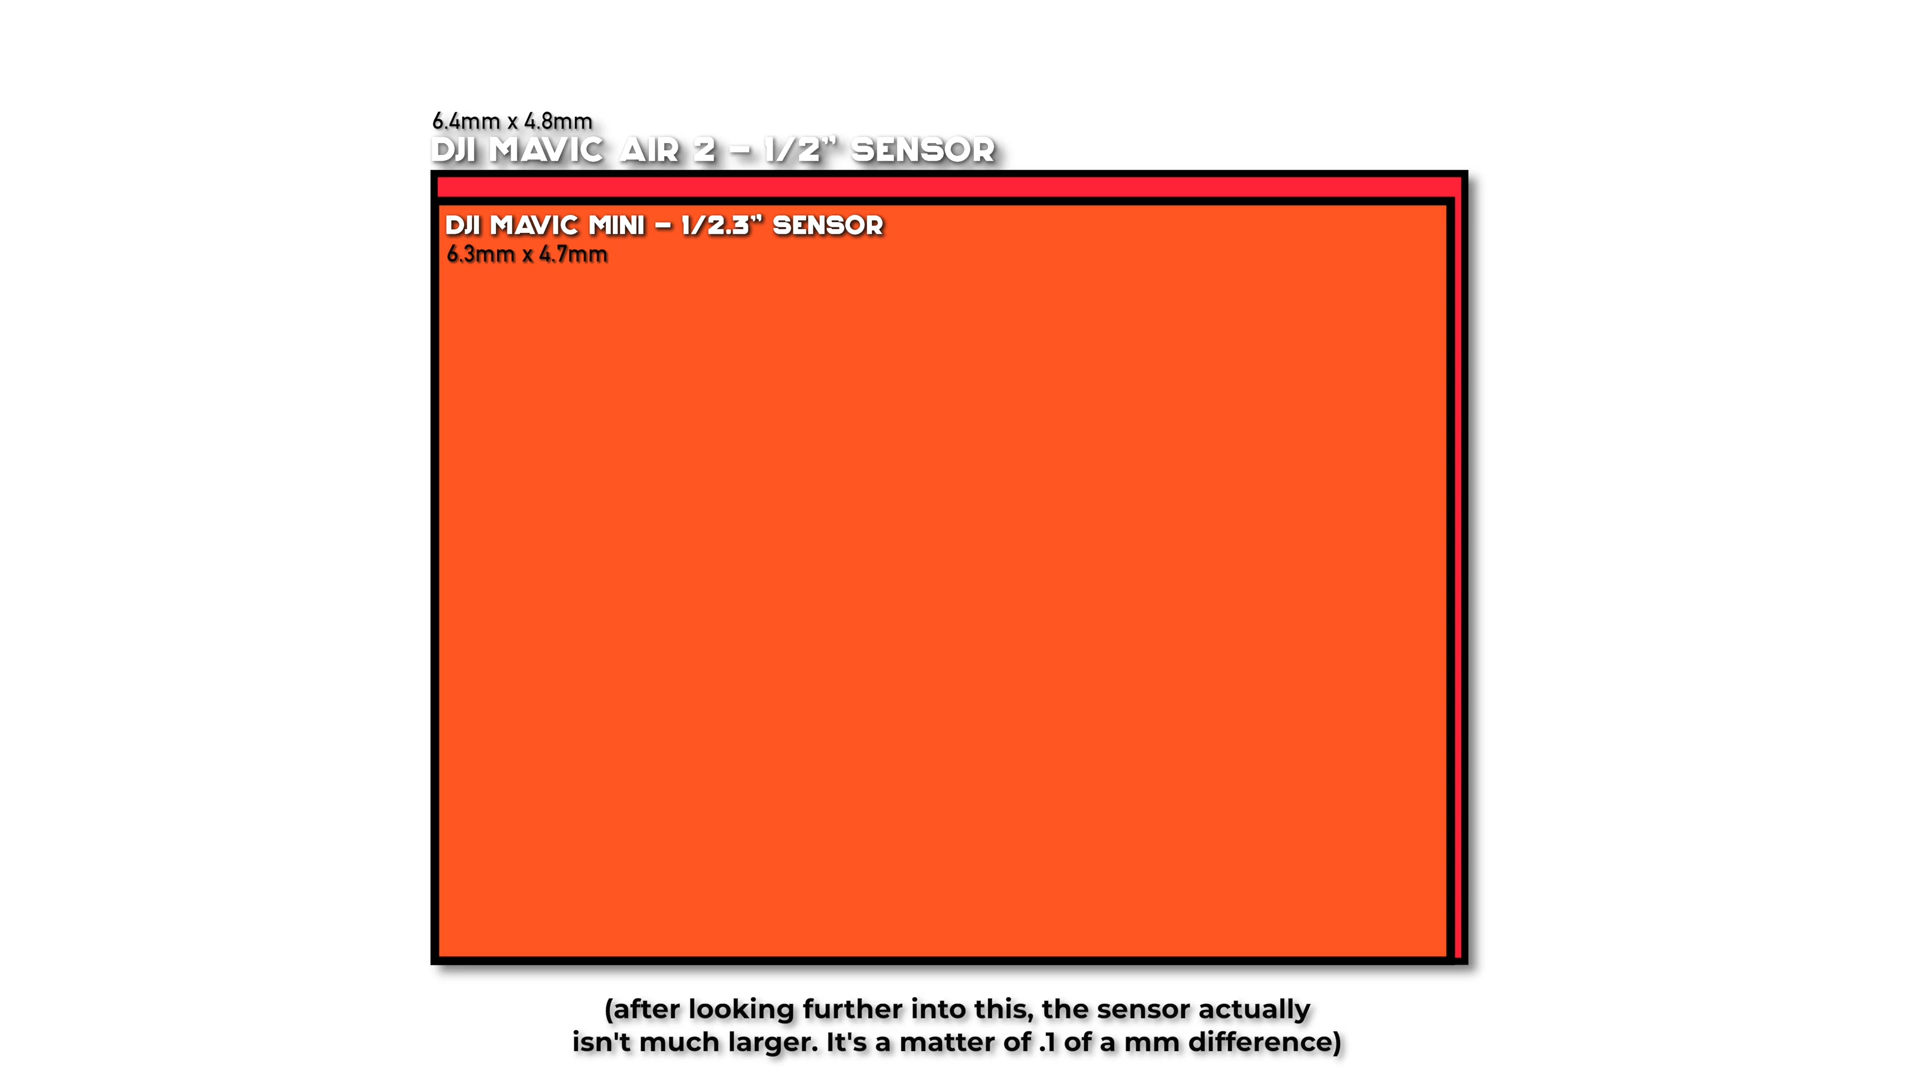 6.4mm x 4.8mm
DJI MAVIC AIR 2 - 1/2" SENSOR
DJI MAVIC MINI - 1/2.3" SENSOR
6.3mm x 4.7mm
(after looking further into this, the sensor actually
isn't much larger. It's a matter of .1 of a mm difference)